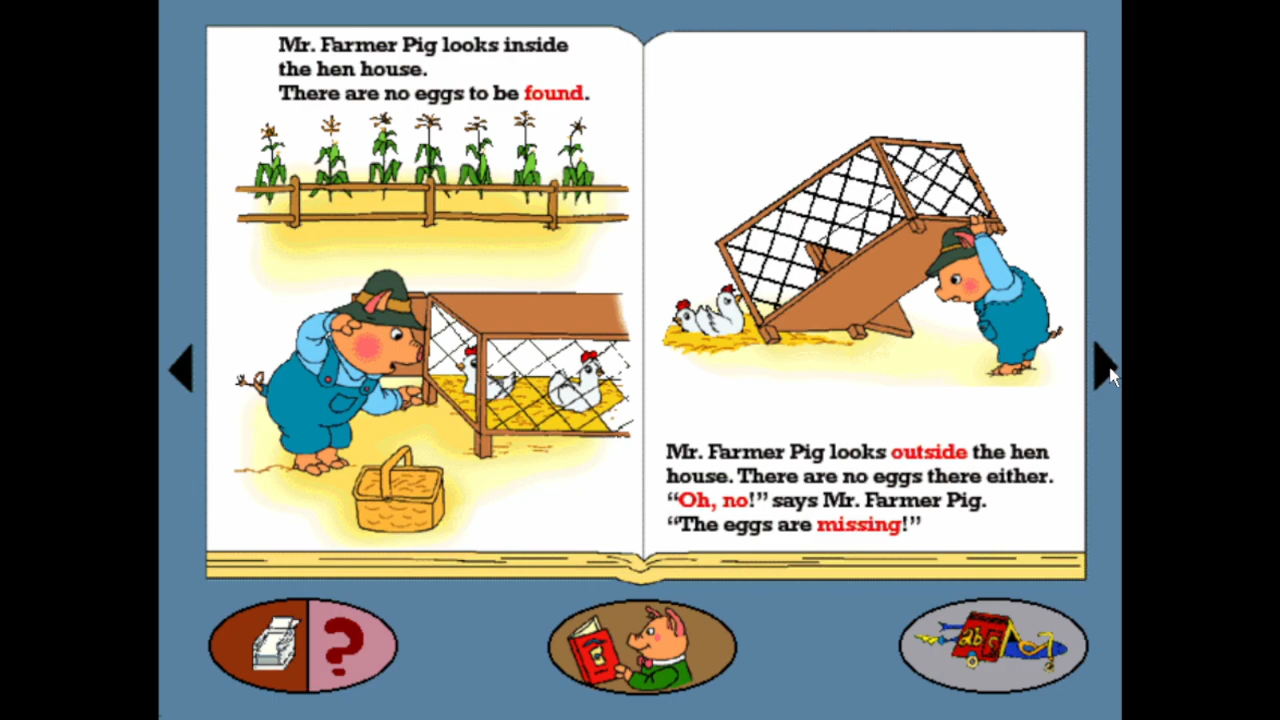 Mr. Farmer Pig looks inside
the hen house.
There are no eggs to be found.
Mr. Farmer Pig looks outside the hen
house. There are no eggs there either.
“Oh, no!” says Mr. Farmer Pig.
“The eggs are missing!”
?
abc